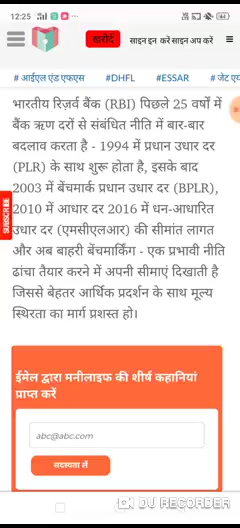 12:25
खरीदें
साइन इन करें साइन अप करें
# आईएल एंड एफएस #DHFL #ESSAR # जेट एय
भारतीय रिज़र्व बैंक (RBI) पिछले 25 वर्षों में
बैंक ऋण दरों से संबंधित नीति में बार-बार
बदलाव करता है - 1994 में प्रधान उधार दर
(PLR) के साथ शुरू होता है, इसके बाद
2003 में बेंचमार्क प्रधान उधार दर (BPLR),
2010 में आधार दर 2016 में धन-आधारित
उधार दर (एमसीएलआर) की सीमांत लागत
और अब बाहरी बेंचमार्किंग - एक प्रभावी नीति
ढांचा तैयार करने में अपनी सीमाएं दिखाती है
जिससे बेहतर आर्थिक प्रदर्शन के साथ मूल्य
स्थिरता का मार्ग प्रशस्त हो।
SUBSCRIBE
ईमेल द्वारा मनीलाइफ की शीर्ष कहानियां
प्राप्त करें
abc@abc.com
सदस्यता लें
DU RECORDER